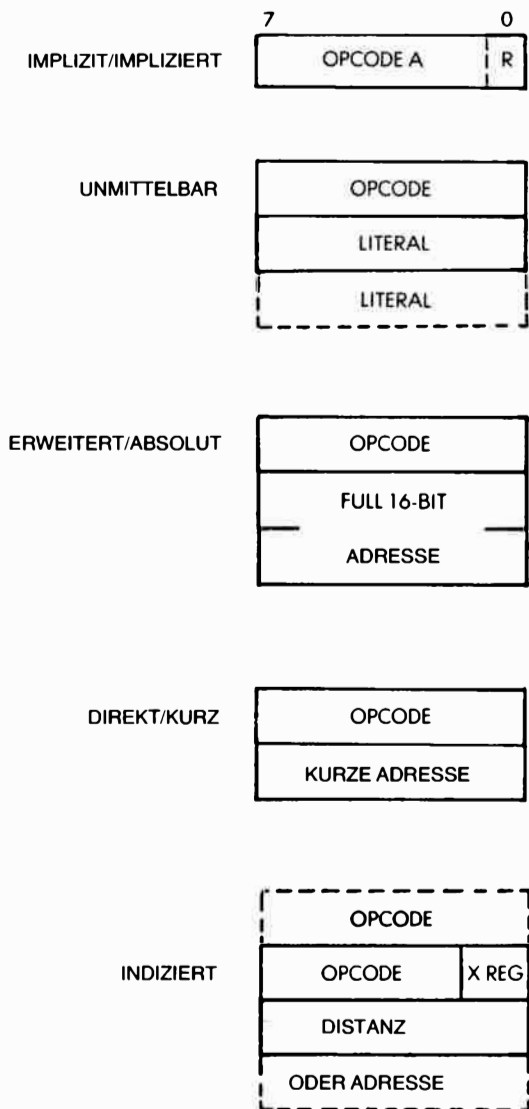 7 0
IMPLIZIT/IMPLIZIERT OPCODE A R
UNMITTELBAR OPCODE
LITERAL
LITERAL
ERWEITERT/ABSOLUT OPCODE
FULL 16-BIT
ADRESSE
DIREKT/KURZ OPCODE
KURZE ADRESSE
OPCODE
INDIZIERT OPCODE X REG
DISTANZ
ODER ADRESSE